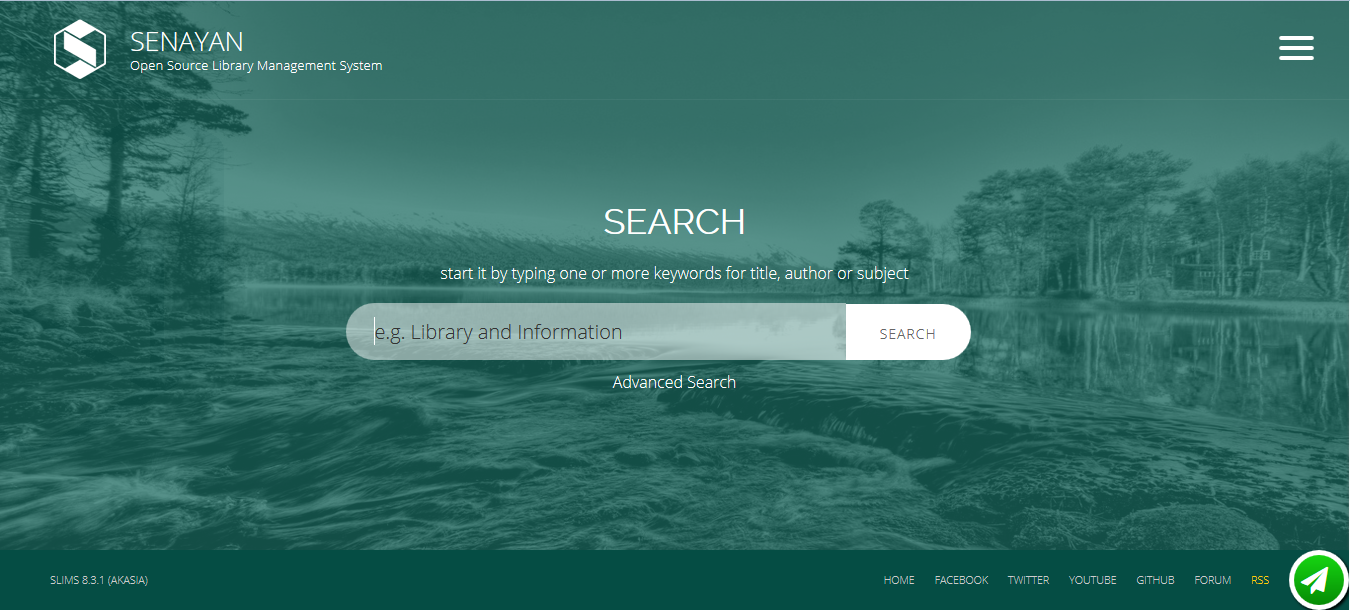 SENAYAN
Open Source Library Management System
SEARCH
start it by typing one or more keywords for title, author or subject
e.g. Library and Information
SEARCH
Advanced Search
SLIMS 8.3.1 (AKASIA)
HOME FACEBOOK TWITTER YOUTUBE GITHUB FORUM RSS